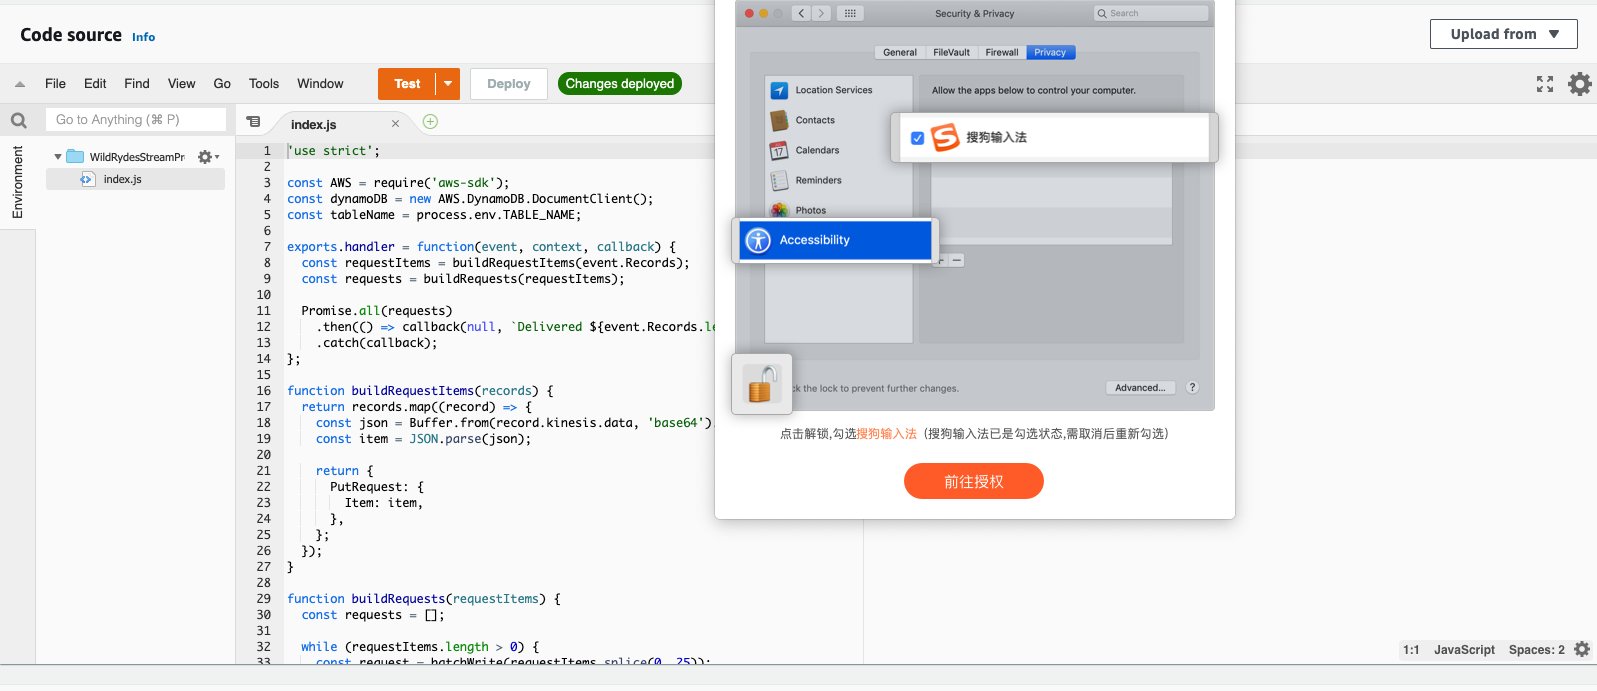 Code source Info
Upload from
File Edit Find View Go Tools Window
Test
Deploy
Changes deployed
Go to Anything (⌘ P)
index.js
Environment
WildRydesStreamPr
index.js
1 'use strict';
2
3 const AWS = require('aws-sdk');
4 const dynamoDB = new AWS.DynamoDB.DocumentClient();
5 const tableName = process.env.TABLE_NAME;
6
7 exports.handler = function(event, context, callback) {
8 const requestItems = buildRequestItems(event.Records);
9 const requests = buildRequests(requestItems);
10
11 Promise.all(requests)
12 .then(() => callback(null, `Delivered ${event.Records.le
13 .catch(callback);
14 };
15
16 function buildRequestItems(records) {
17 return records.map((record) => {
18 const json = Buffer.from(record.kinesis.data, 'base64').
19 const item = JSON.parse(json);
20
21 return {
22 PutRequest: {
23 Item: item,
24 },
25 };
26 });
27 }
28
29 function buildRequests(requestItems) {
30 const requests = [];
31
32 while (requestItems.length > 0) {
33 const request = batchWrite(requestItems.splice(0, 25));
Security & Privacy
Search
General FileVault Firewall Privacy
Location Services
Contacts
Calendars
17
Reminders
Photos
Accessibility
Allow the apps below to control your computer.
搜狗输入法
ck the lock to prevent further changes.
Advanced...
?
点击解锁,勾选搜狗输入法（搜狗输入法已是勾选状态,需取消后重新勾选）
前往授权
1:1 JavaScript Spaces: 2